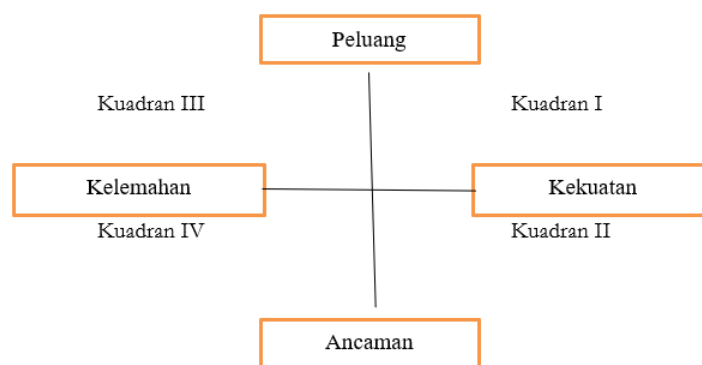 Peluang
Kuadran III
Kuadran I
Kelemahan
Kekuatan
Kuadran IV
Kuadran II
Ancaman